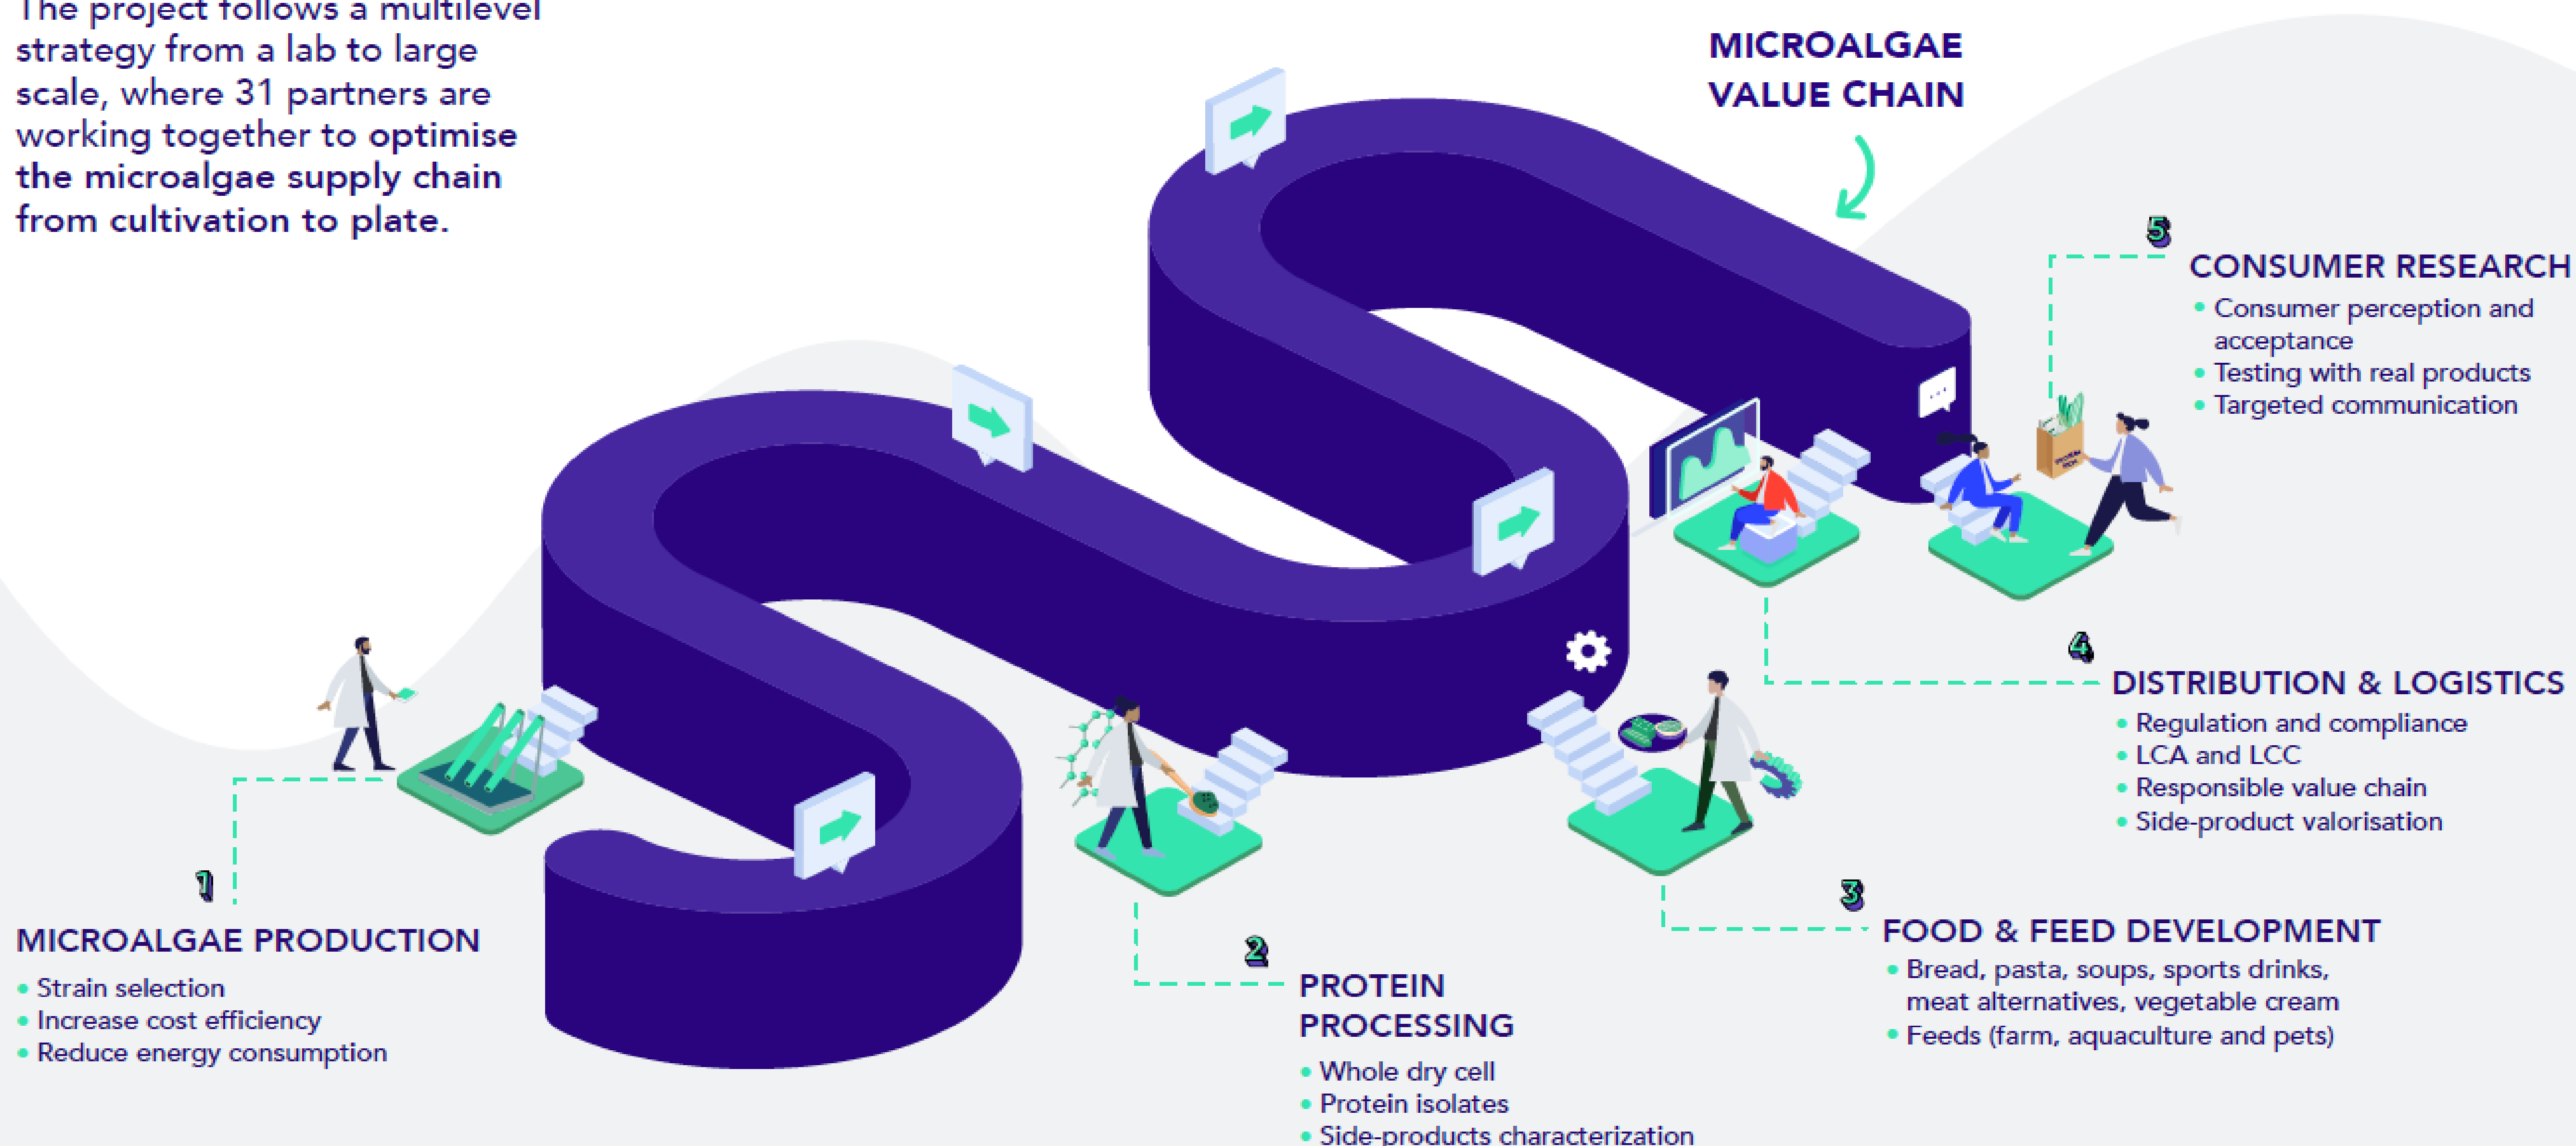 The project follows a multilevel
strategy from a lab to large
scale, where 31 partners are
working together to optimise
the microalgae supply chain
from cultivation to plate.
MICROALGAE
VALUE CHAIN
1
MICROALGAE PRODUCTION
• Strain selection
• Increase cost efficiency
• Reduce energy consumption
2
PROTEIN
PROCESSING
• Whole dry cell
• Protein isolates
• Side-products characterization
3
FOOD & FEED DEVELOPMENT
• Bread, pasta, soups, sports drinks,
meat alternatives, vegetable cream
• Feeds (farm, aquaculture and pets)
4
DISTRIBUTION & LOGISTICS
• Regulation and compliance
• LCA and LCC
• Responsible value chain
• Side-product valorisation
5
CONSUMER RESEARCH
• Consumer perception and
acceptance
• Testing with real products
• Targeted communication